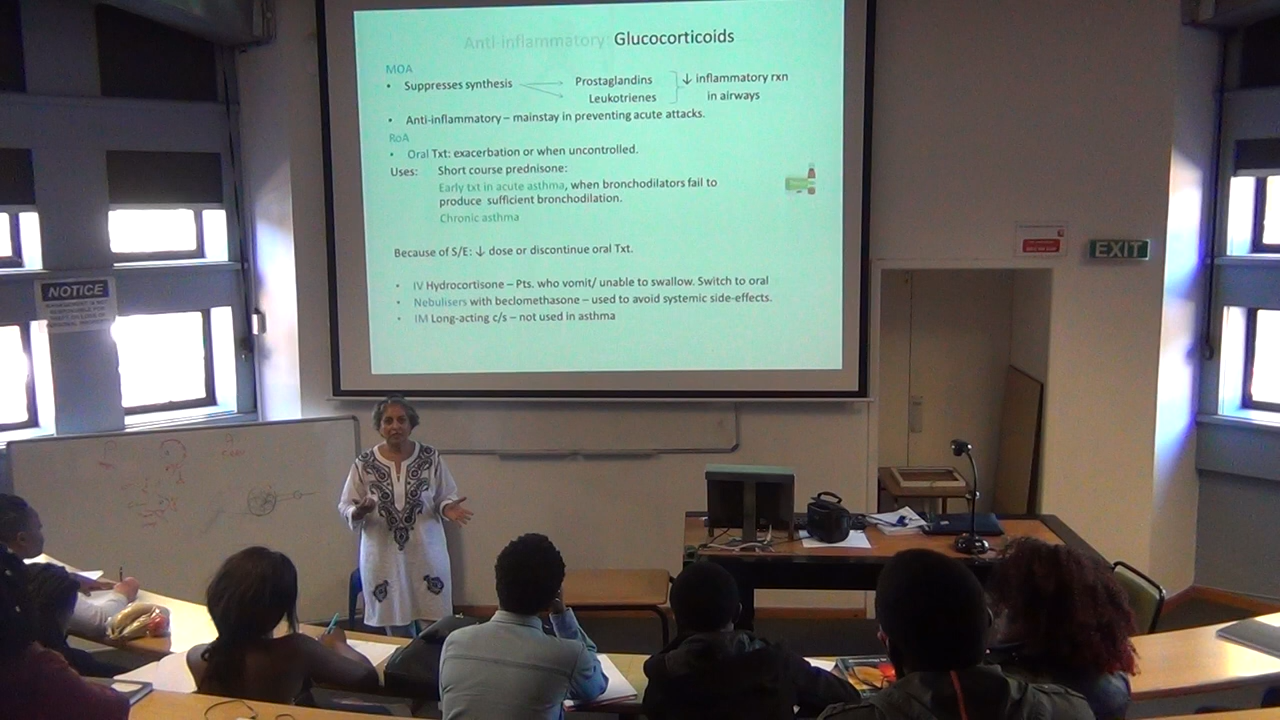 Anti-inflammatory: Glucocorticoids
MOA
• Suppresses synthesis Prostaglandins ↓ inflammatory rxn
Leukotrienes in airways
• Anti-inflammatory – mainstay in preventing acute attacks.
RoA
• Oral Txt: exacerbation or when uncontrolled.
Uses: Short course prednisone:
Early txt in acute asthma, when bronchodilators fail to
produce sufficient bronchodilation.
Chronic asthma
Because of S/E: ↓ dose or discontinue oral Txt.
• IV Hydrocortisone – Pts. who vomit/ unable to swallow. Switch to oral
• Nebulisers with beclomethasone – used to avoid systemic side-effects.
• IM Long-acting c/s – not used in asthma
EXIT
NOTICE